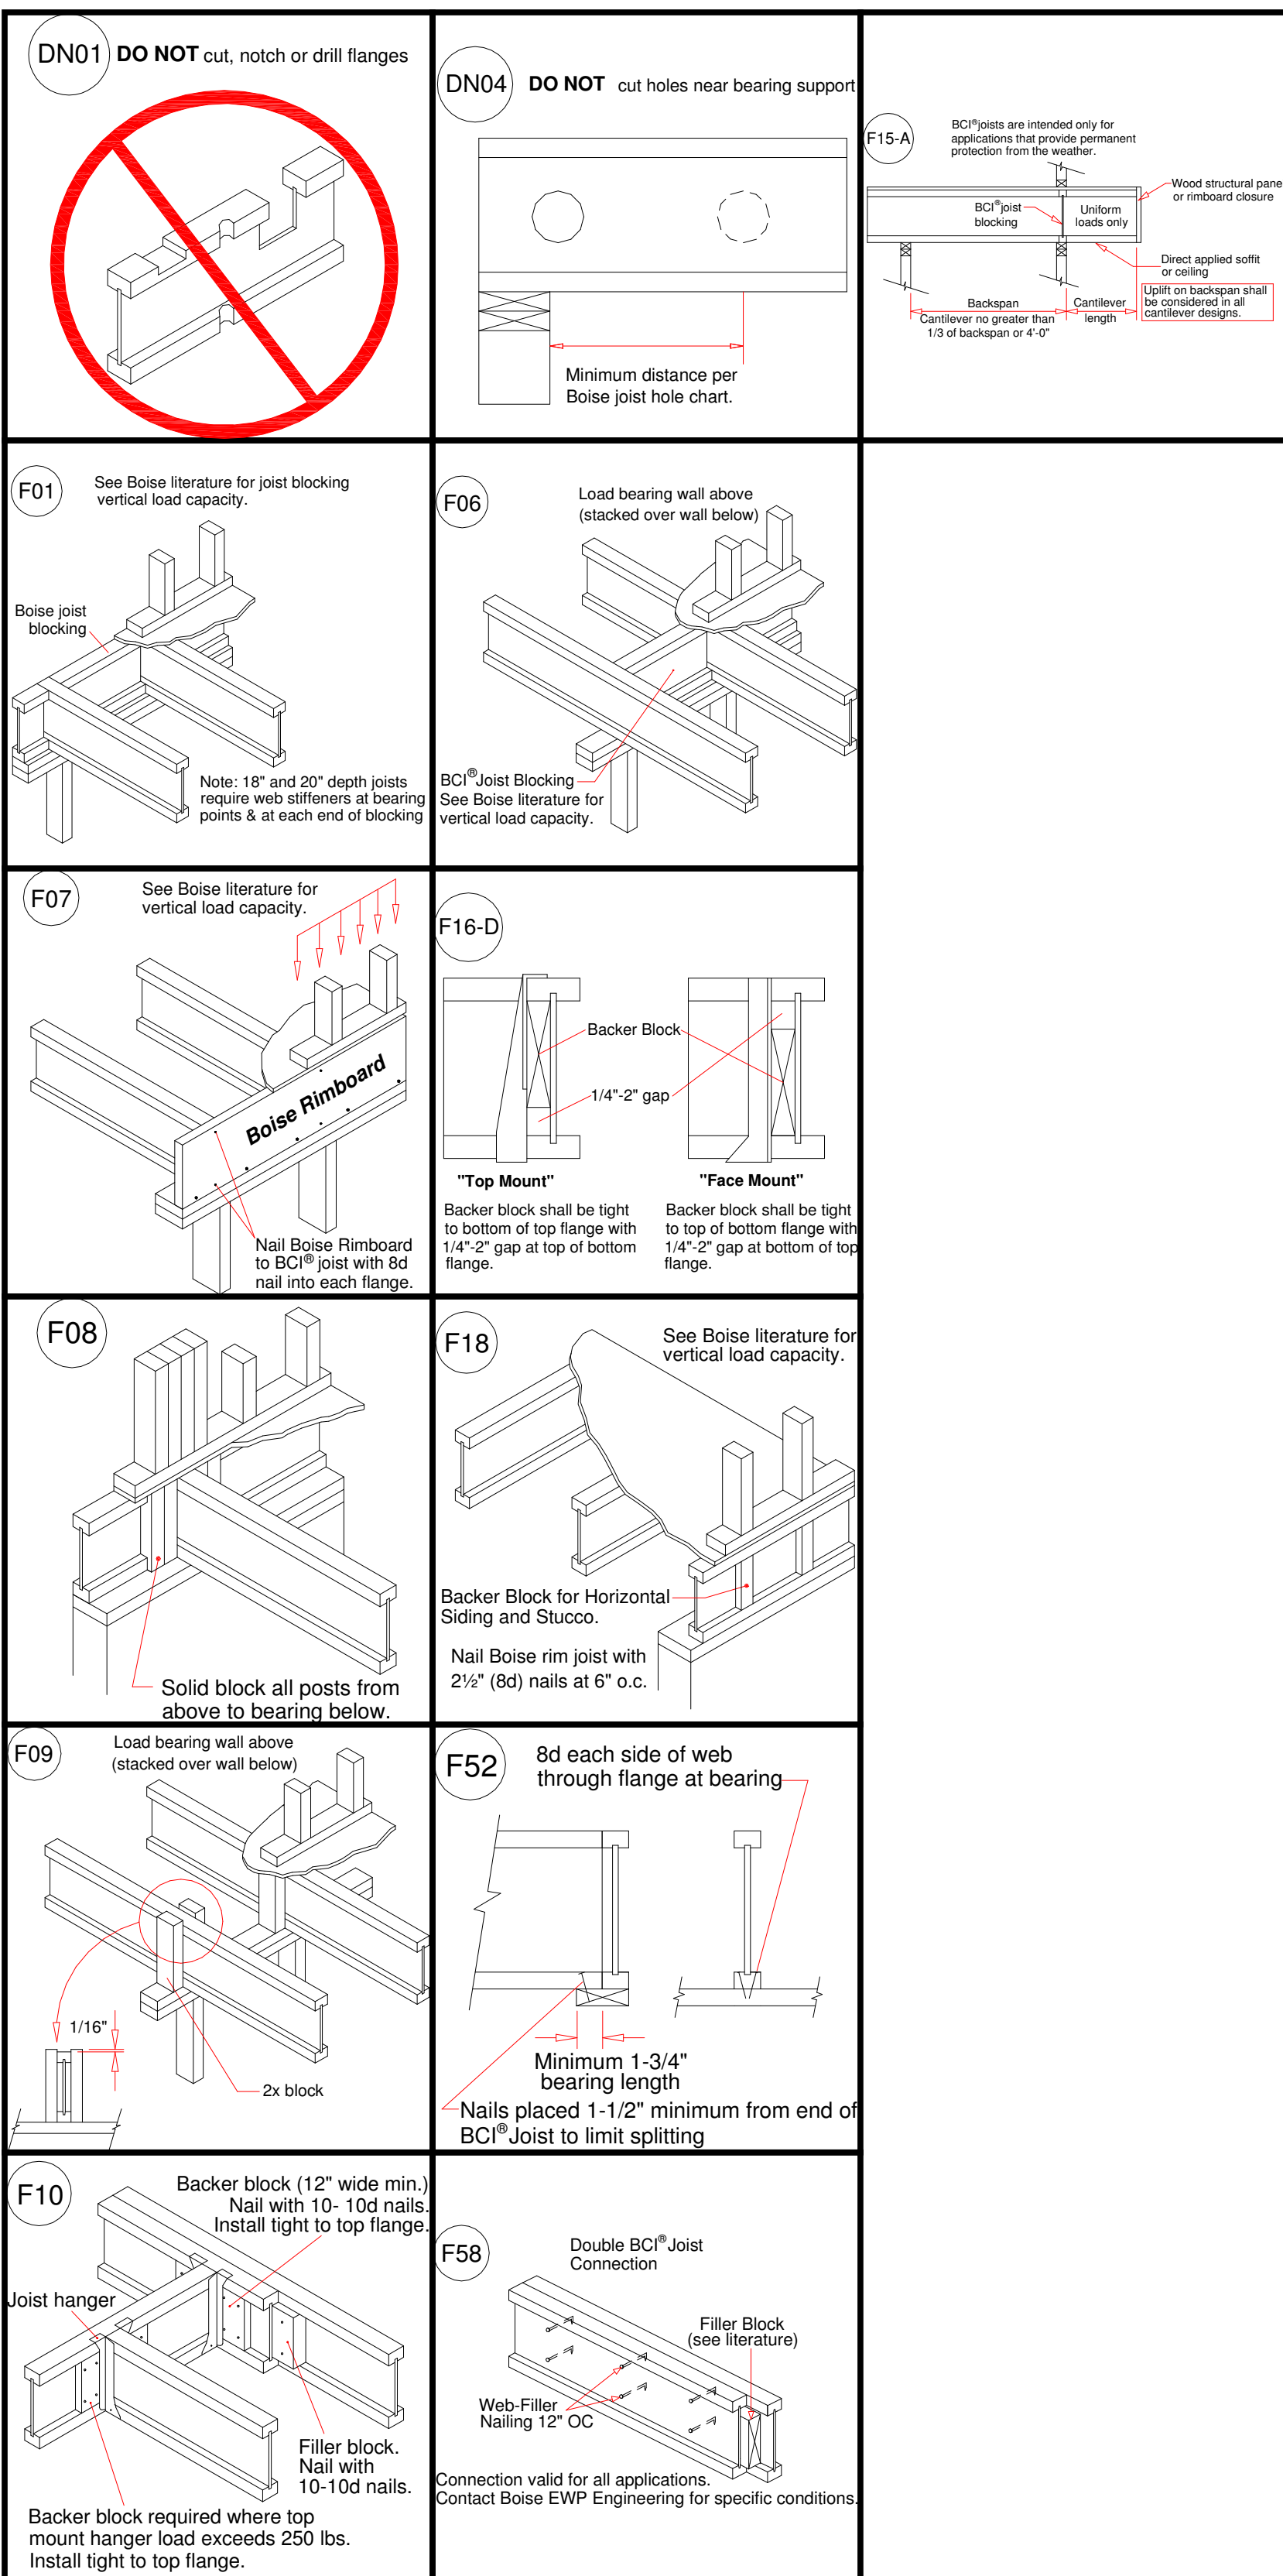 DN01
DO NOT cut, notch or drill flanges
DN04
DO NOT cut holes near bearing support
Minimum distance per
Boise joist hole chart.
F15-A
BCI®joists are intended only for
applications that provide permanent
protection from the weather.
Wood structural pane
or rimboard closure
BCI®joist
blocking
Uniform
loads only
Direct applied soffit
or ceiling
Backspan
Cantilever
length
Cantilever no greater than
1/3 of backspan or 4'-0"
Uplift on backspan shall
be considered in all
cantilever designs.
F01
See Boise literature for joist blocking
vertical load capacity.
Boise joist
blocking
Note: 18" and 20" depth joists
require web stiffeners at bearing
points & at each end of blocking
F06
Load bearing wall above
(stacked over wall below)
BCI®Joist Blocking
See Boise literature for
vertical load capacity.
F07
See Boise literature for
vertical load capacity.
Boise Rimboard
Nail Boise Rimboard
to BCI® joist with 8d
nail into each flange.
F16-D
Backer Block
1/4"-2" gap
"Top Mount"
Backer block shall be tight
to bottom of top flange with
1/4"-2" gap at top of bottom
flange.
"Face Mount"
Backer block shall be tight
to top of bottom flange with
1/4"-2" gap at bottom of top
flange.
F08
Solid block all posts from
above to bearing below.
F18
See Boise literature for
vertical load capacity.
Backer Block for Horizontal
Siding and Stucco.
Nail Boise rim joist with
2½" (8d) nails at 6" o.c.
F09
Load bearing wall above
(stacked over wall below)
1/16"
2x block
F52
8d each side of web
through flange at bearing
Minimum 1-3/4"
bearing length
Nails placed 1-1/2" minimum from end of
BCI®Joist to limit splitting
F10
Backer block (12" wide min.)
Nail with 10- 10d nails.
Install tight to top flange.
Joist hanger
Filler block.
Nail with
10-10d nails.
Backer block required where top
mount hanger load exceeds 250 lbs.
Install tight to top flange.
F58
Double BCI®Joist
Connection
Filler Block
(see literature)
Web-Filler
Nailing 12" OC
Connection valid for all applications.
Contact Boise EWP Engineering for specific conditions.